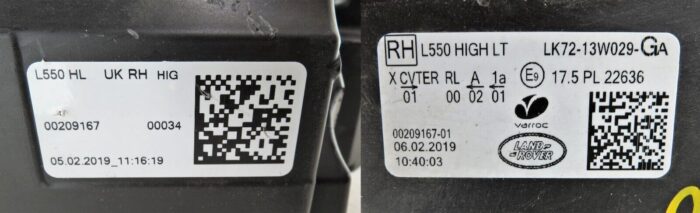 L550 HL UK RH HIG
00209167 00034
05.02.2019_11:16:19
RH L550 HIGH LT LK72-13W029-GA
X CVTER RL A 1a E9 17.5 PL 22636
01 00 02 01
varroc
00209167-01
06.02.2019
10:40:03
LAND
ROVER